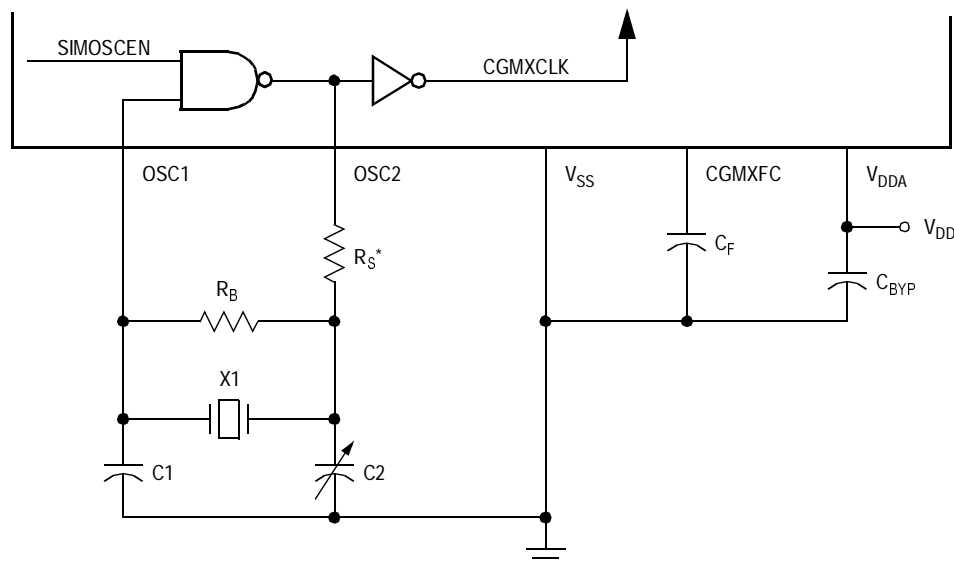 SIMOSCEN
CGMXCLK
OSC1
OSC2
VSS
CGMXFC
VDDA
VDD
RS*
CF
CBYP
RB
X1
C1
C2